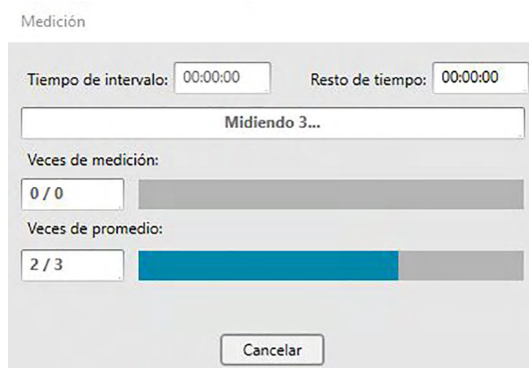 Medición
Tiempo de intervalo: 00:00:00 Resto de tiempo: 00:00:00
Midiendo 3...
Veces de medición:
0 / 0
Veces de promedio:
2 / 3
Cancelar